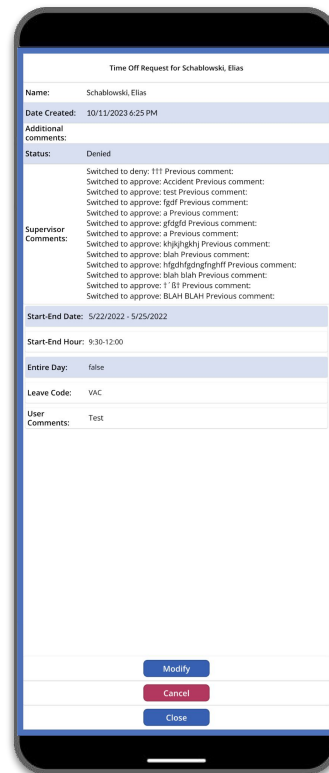 Time Off Request for Schablowski, Elias
Name: Schablowski, Elias
Date Created: 10/11/2023 6:25 PM
Additional
comments:
Status: Denied
Supervisor
Comments:
Switched to deny: ††† Previous comment:
Switched to approve: Accident Previous comment:
Switched to approve: test Previous comment:
Switched to approve: fgdf Previous comment:
Switched to approve: a Previous comment:
Switched to approve: gfdgfd Previous comment:
Switched to approve: a Previous comment:
Switched to approve: khjkjhgkhj Previous comment:
Switched to approve: blah Previous comment:
Switched to approve: hfgdhfgdngfnghff Previous comment:
Switched to approve: blah blah Previous comment:
Switched to approve: †´ß† Previous comment:
Switched to approve: BLAH BLAH Previous comment:
Start-End Date: 5/22/2022 - 5/25/2022
Start-End Hour: 9:30-12:00
Entire Day: false
Leave Code: VAC
User
Comments:
Test
Modify
Cancel
Close